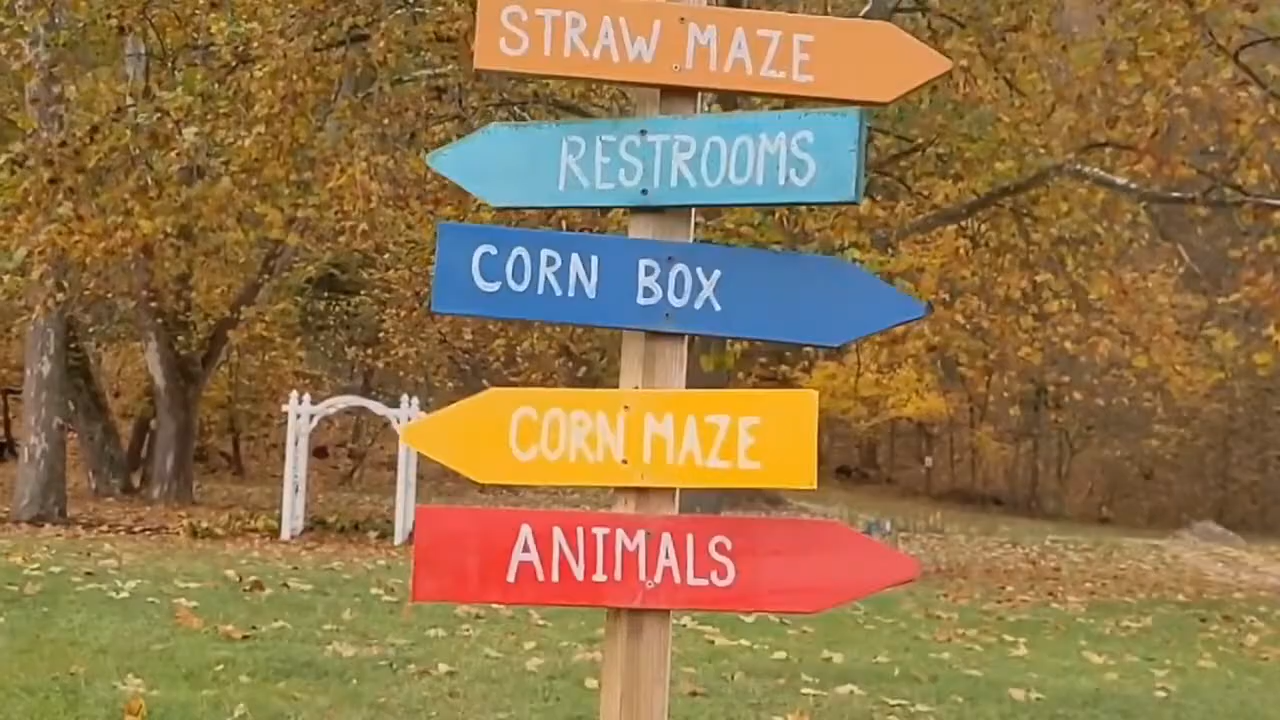 STRAW MAZE
RESTROOMS
CORN BOX
CORN MAZE
ANIMALS